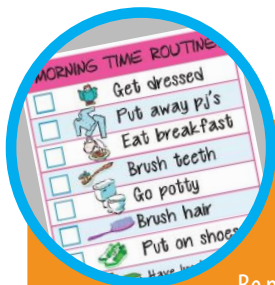 MORNING TIME ROUTINE
Get dressed
Put away pj's
Eat breakfast
Brush teeth
Go potty
Brush hair
Put on shoes
Have